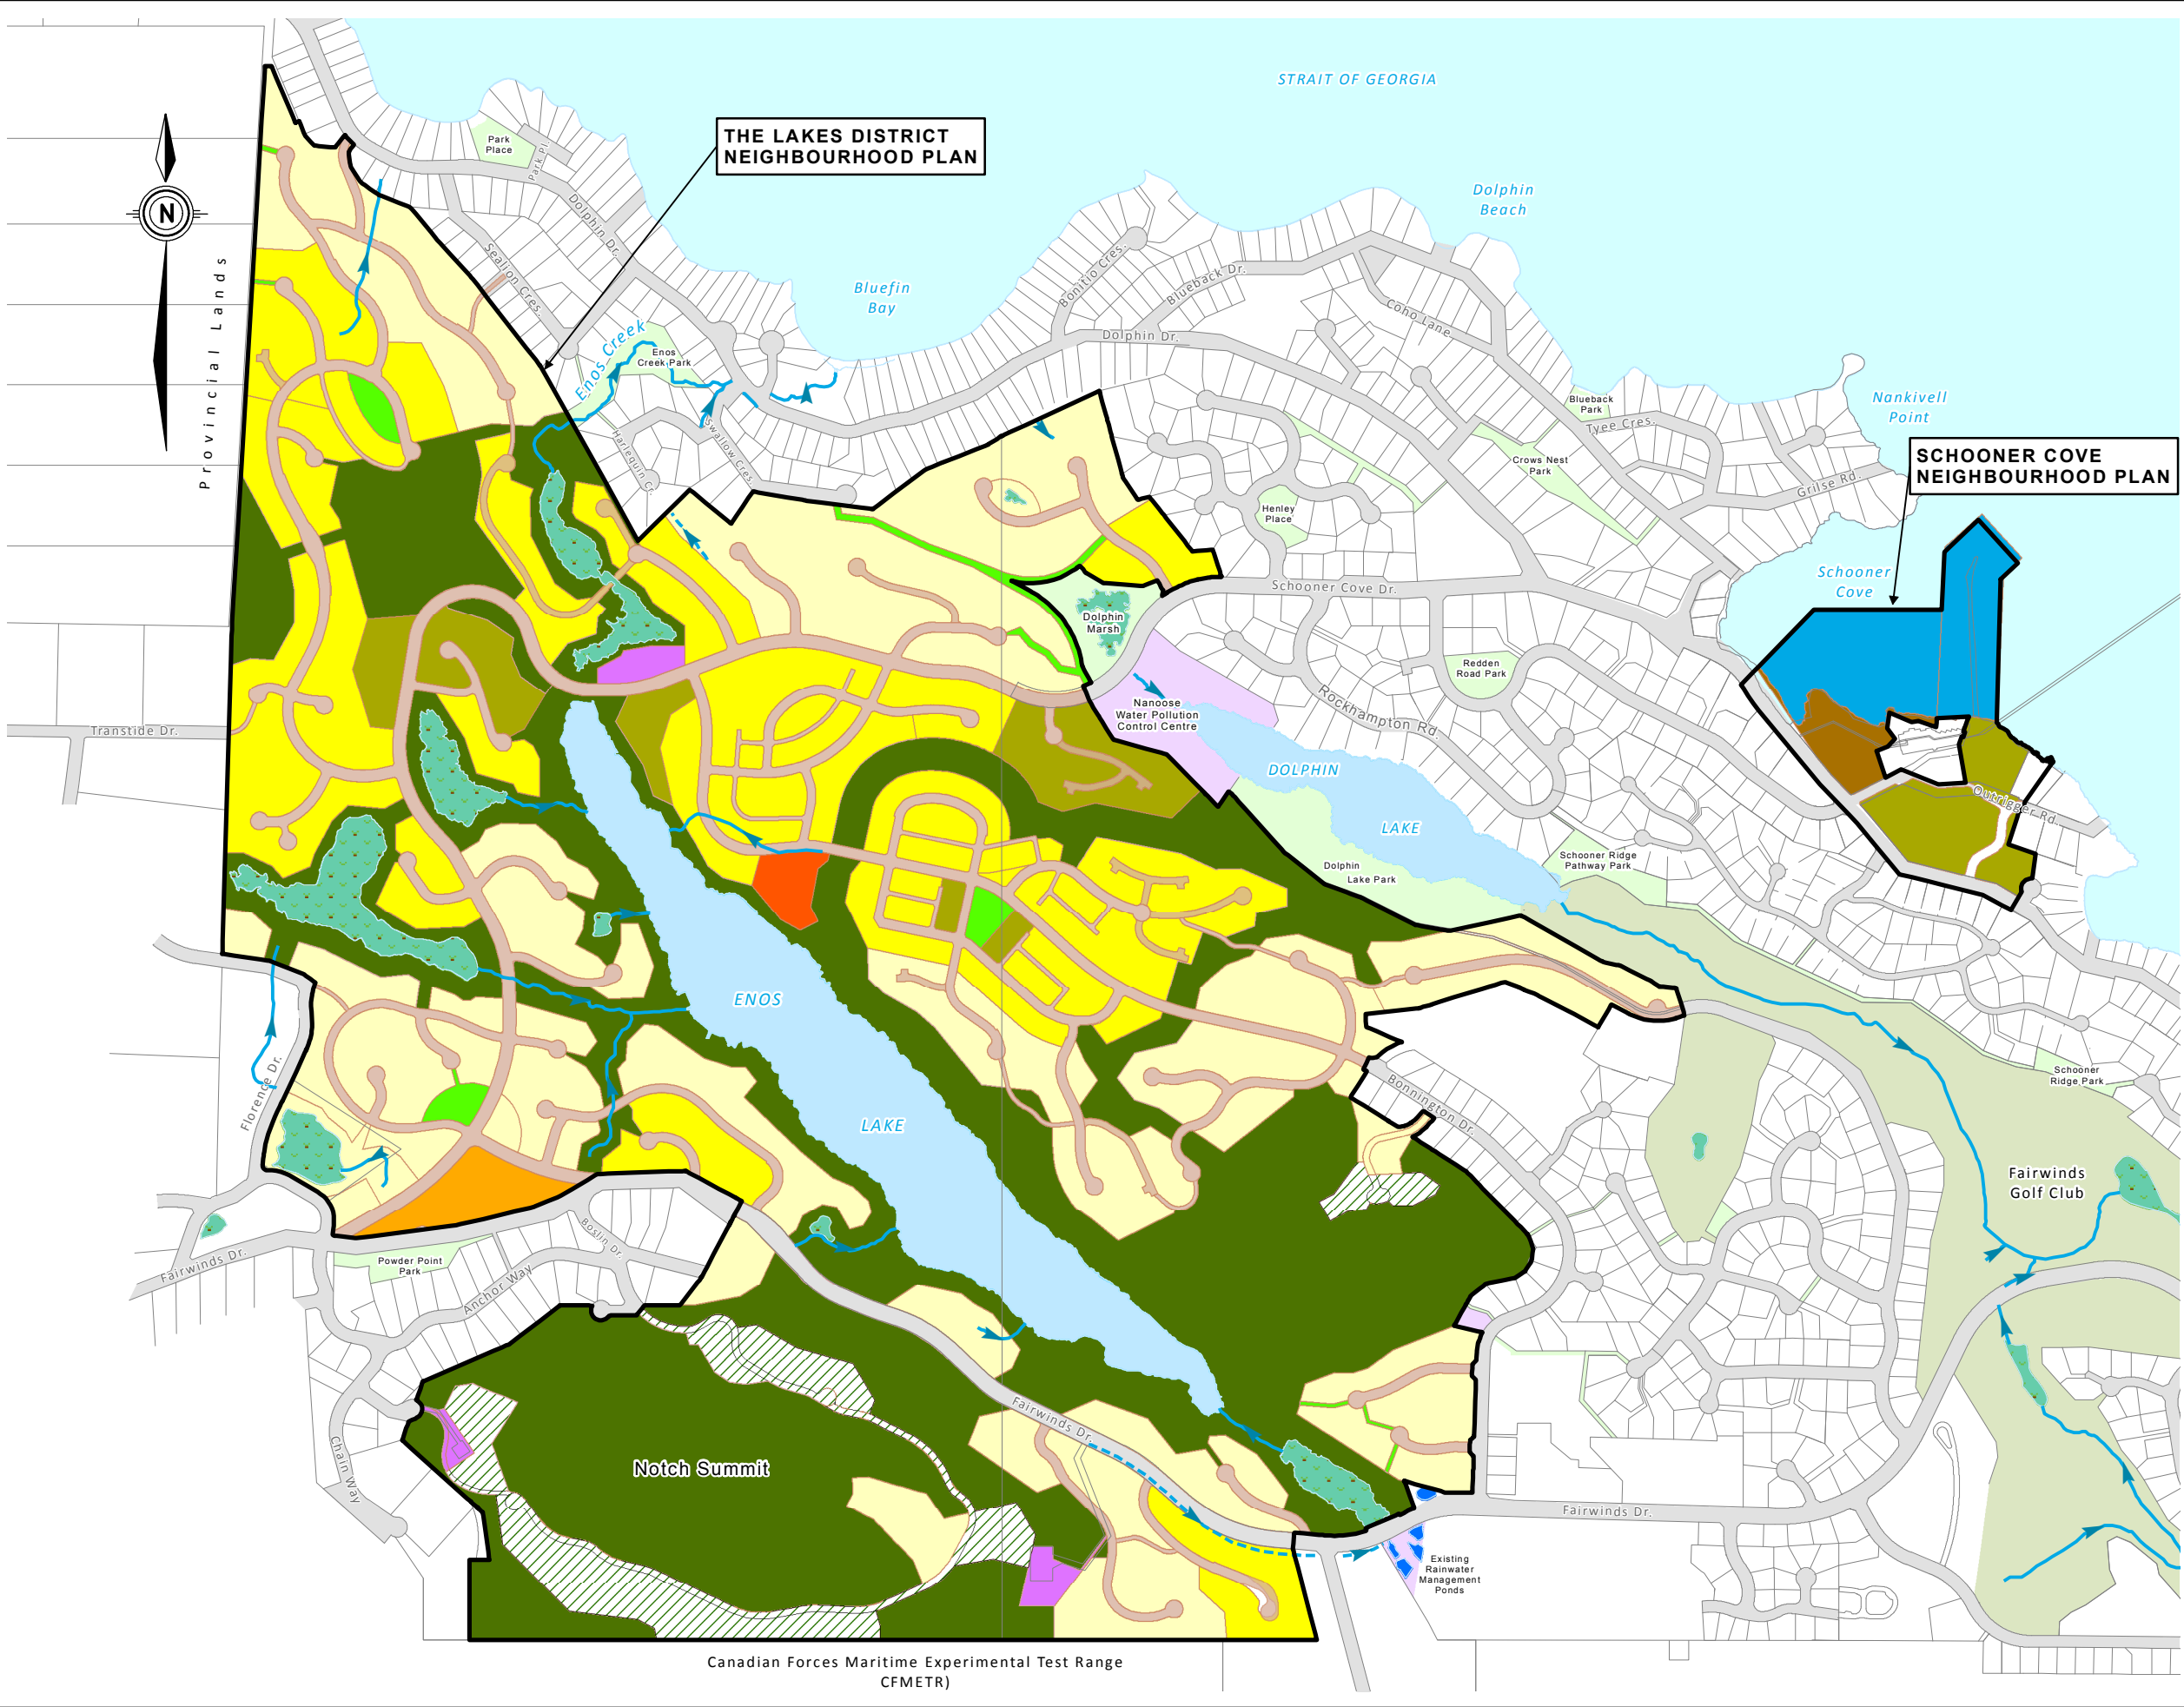 STRAIT OF GEORGIA
THE LAKES DISTRICT
NEIGHBOURHOOD PLAN
Park
Place
Park Pl.
Dolphin Dr.
Dolphin
Beach
N
Provincial Lands
Sealion Cres.
Bluefin
Bay
Bonitio Cres.
Blueback Dr.
Coho Lane
Dolphin Dr.
Enos Creek
Enos
Creek Park
Blueback
Park
Nankivell
Point
Tyee Cres.
Harlequin Cr.
Swallow Cres.
Crows Nest
Park
SCHOONER COVE
NEIGHBOURHOOD PLAN
Grilse Rd.
Henley
Place
Schooner
Cove
Schooner Cove Dr.
Dolphin
Marsh
Redden
Road Park
Rockhampton Rd.
Nanoose
Water Pollution
Control Centre
Transtide Dr.
DOLPHIN
LAKE
Outrigger Rd.
Schooner Ridge
Pathway Park
Dolphin
Lake Park
ENOS
LAKE
Florence Dr.
Bonnington Dr.
Schooner
Ridge Park
Fairwinds
Golf Club
Boslin Dr.
Powder Point
Park
Fairwinds Dr.
Anchor Way
Fairwinds Dr.
Chain Way
Notch Summit
Fairwinds Dr.
Existing
Rainwater
Management
Ponds
Canadian Forces Maritime Experimental Test Range
CFMETR)